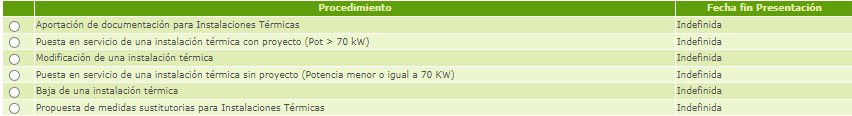 Procedimiento Fecha fin Presentación
Aportación de documentación para Instalaciones Térmicas Indefinida
Puesta en servicio de una instalación térmica con proyecto (Pot > 70 kW) Indefinida
Modificación de una instalación térmica Indefinida
Puesta en servicio de una instalación térmica sin proyecto (Potencia menor o igual a 70 KW) Indefinida
Baja de una instalación térmica Indefinida
Propuesta de medidas sustitutorias para Instalaciones Térmicas Indefinida